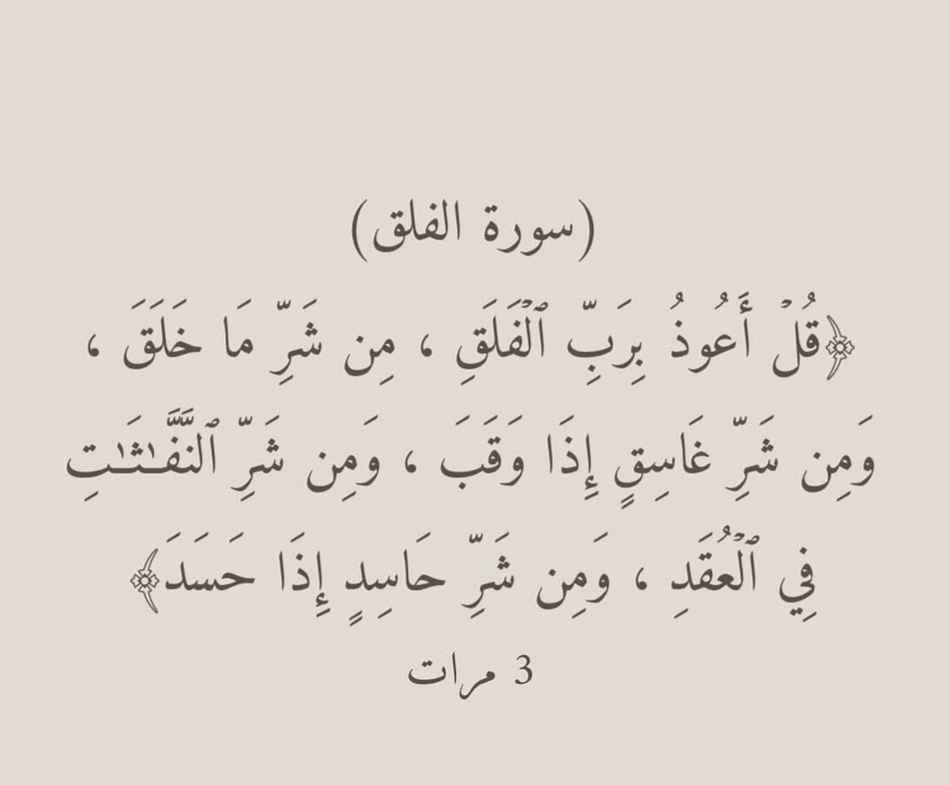 (سورة الفلق)
﴿قُلْ أَعُوذُ بِرَبِّ ٱلْفَلَقِ ، مِن شَرِّ مَا خَلَقَ ،
وَمِن شَرِّ غَاسِقٍ إِذَا وَقَبَ ، وَمِن شَرِّ ٱلنَّفَّـٰثَـٰتِ
فِي ٱلْعُقَدِ ، وَمِن شَرِّ حَاسِدٍ إِذَا حَسَدَ﴾
3 مرات